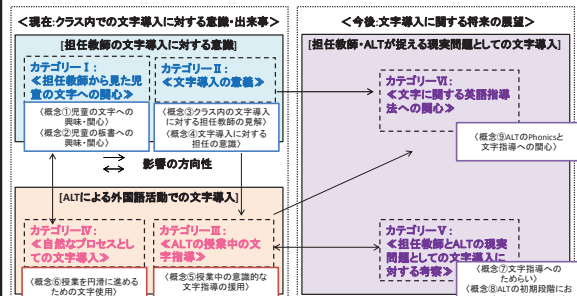 <現在:クラス内での文字導入に対する意識・出来事>
<今後:文字導入に関する将来の展望>
[担任教師の文字導入に対する意識]
カテゴリーⅠ:
≪担任教師から見た児
童の文字への関心≫
〈概念①児童の文字への
興味・関心〉
〈概念②児童の板書への
興味・関心〉
カテゴリーⅡ:
≪文字導入の意義≫
〈概念③クラス内の文字導入
に対する担任教師の見解〉
〈概念④文字導入に対する
担任の意識〉
影響の方向性
[ALTによる外国語活動での文字導入]
カテゴリーⅣ:
≪自然なプロセスとし
ての文字導入≫
〈概念⑥授業を円滑に進める
ための文字使用〉
カテゴリーⅢ:
≪ALTの授業中の文
字指導≫
〈概念⑤授業中の意識的な
文字指導の援用〉
[担任教師・ALTが捉える現実問題としての文字導入]
カテゴリーⅥ:
≪文字に関する英語指導
法への関心≫
〈概念⑨ALTのPhonicsと
文字指導への関心〉
カテゴリーⅤ:
≪担任教師とALTの現実
問題としての文字導入に
対する考察≫
〈概念⑦文字指導への
ためらい〉
〈概念⑧ALTの初期段階にお